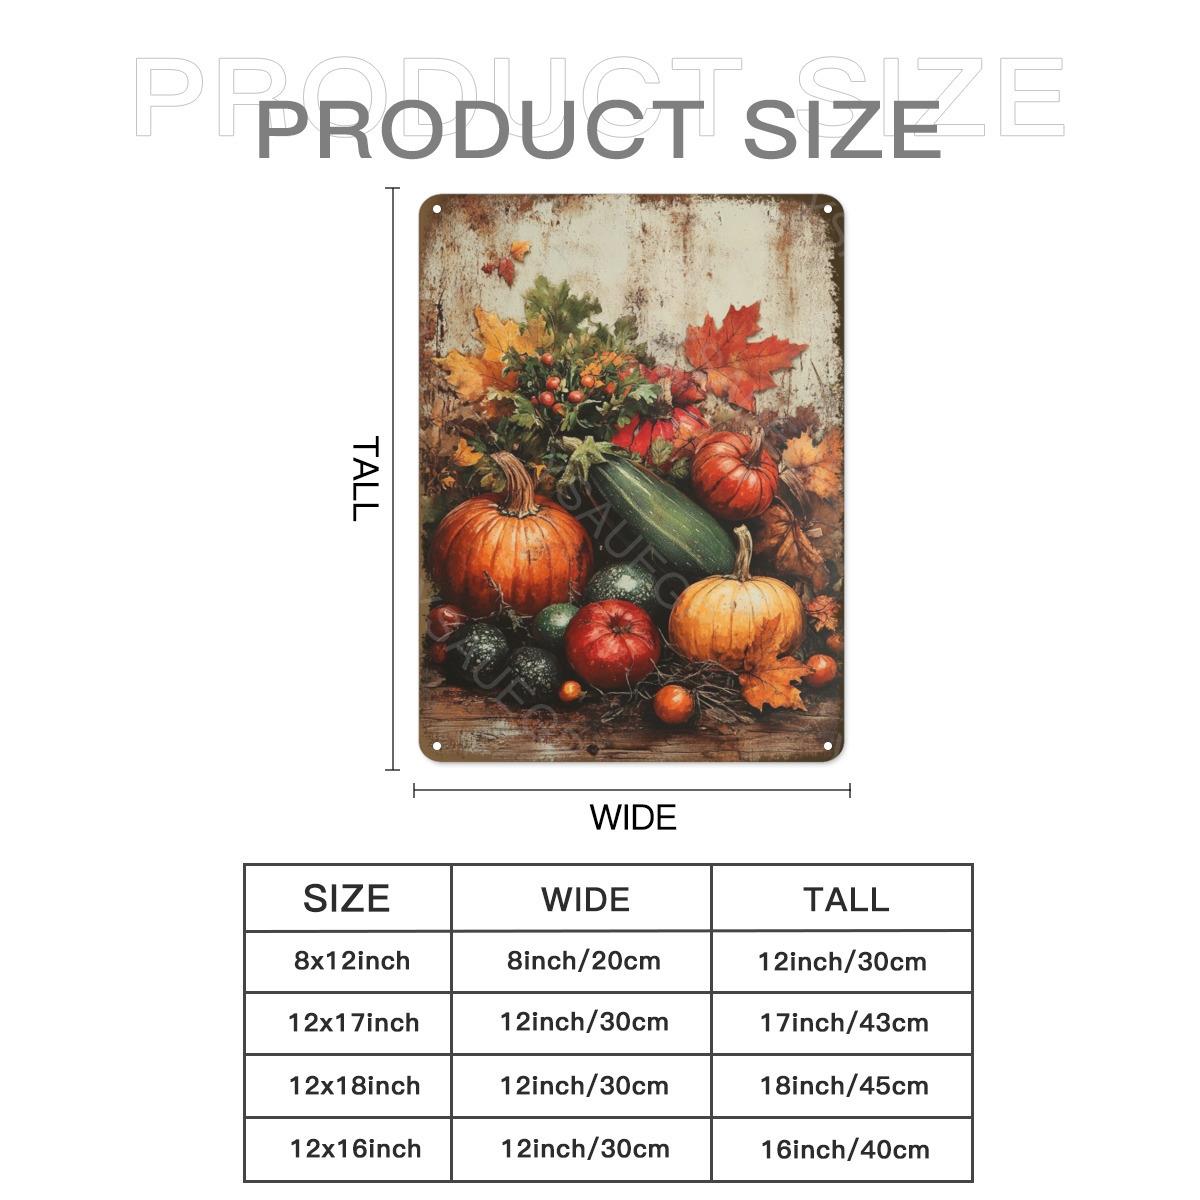 PRODUCT SIZE
PRODUCT SIZE
TALL
WIDE
SIZE WIDE TALL
8x12inch 8inch/20cm 12inch/30cm
12x17inch 12inch/30cm 17inch/43cm
12x18inch 12inch/30cm 18inch/45cm
12x16inch 12inch/30cm 16inch/40cm